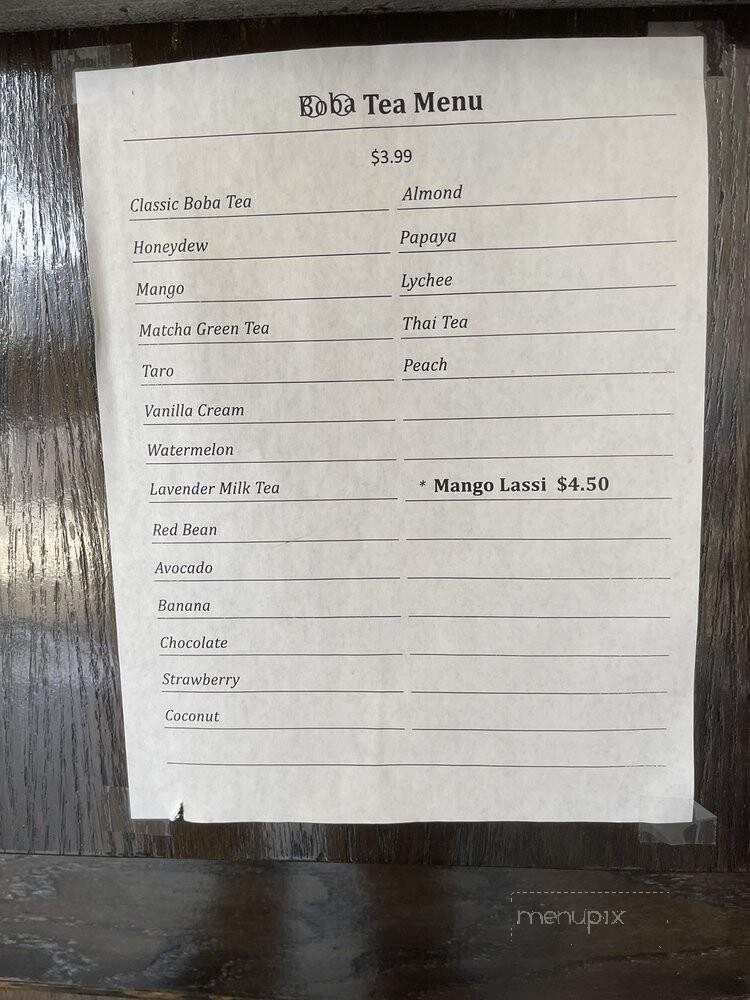 Boba Tea Menu
$3.99
Classic Boba Tea
Honeydew
Mango
Matcha Green Tea
Taro
Vanilla Cream
Watermelon
Lavender Milk Tea
Red Bean
Avocado
Banana
Chocolate
Strawberry
Coconut
Almond
Papaya
Lychee
Thai Tea
Peach
* Mango Lassi $4.50
menupix